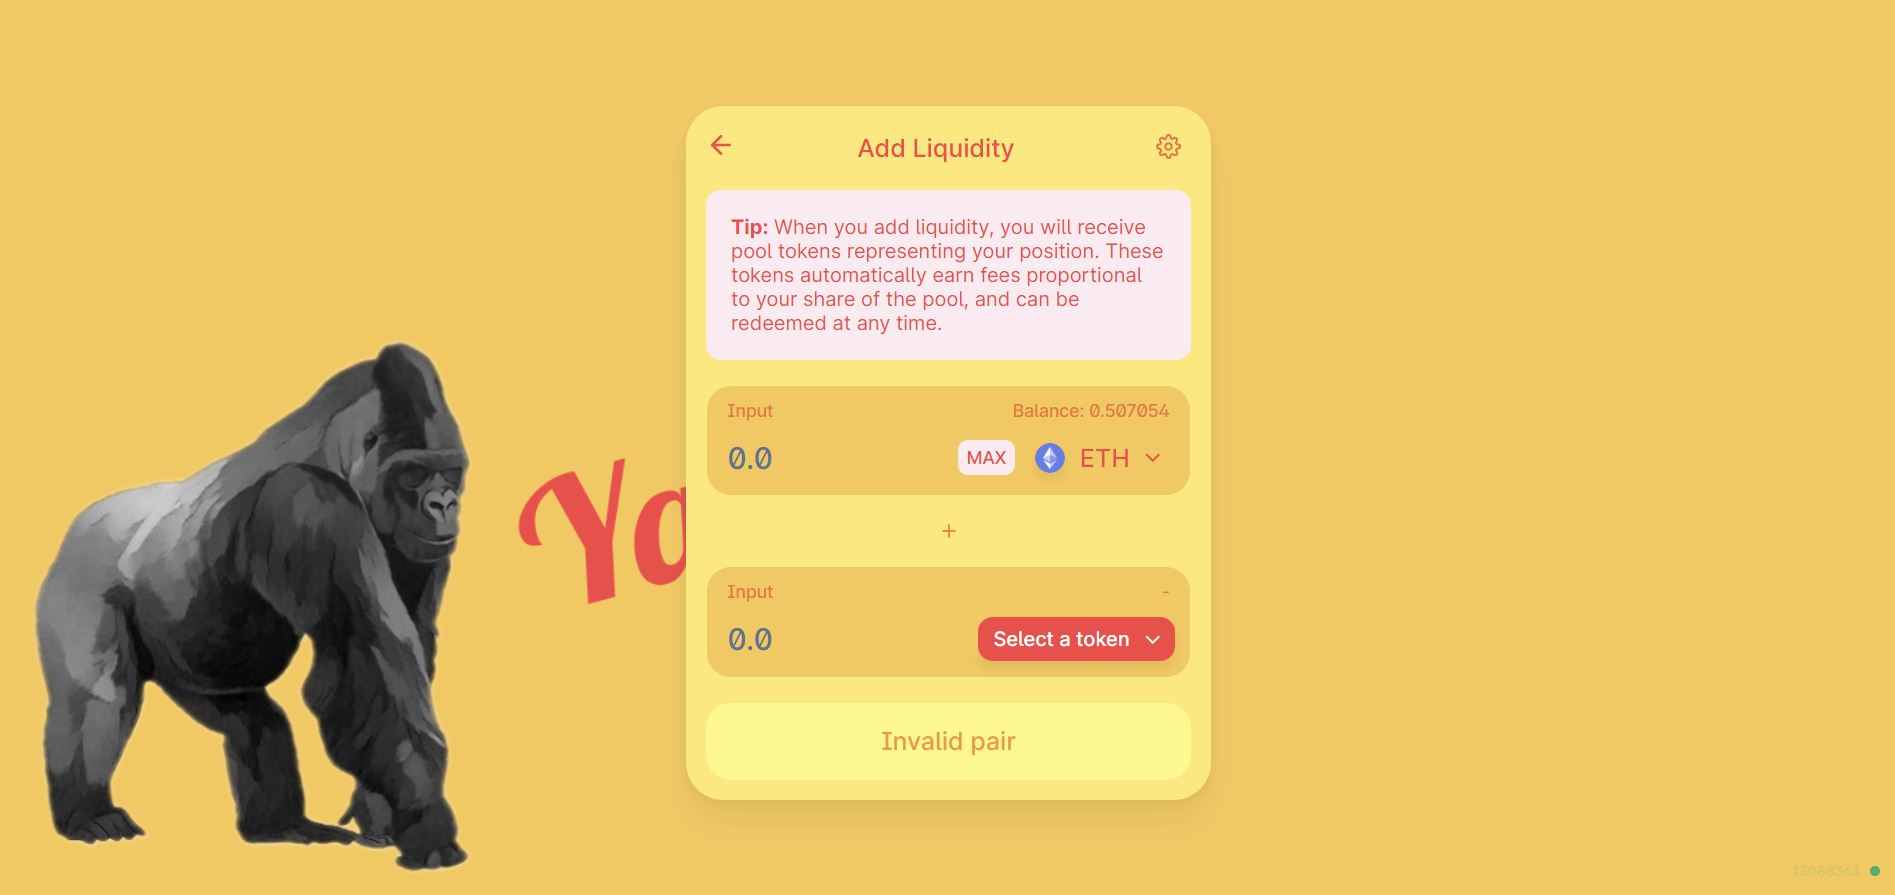 Add Liquidity
Tip: When you add liquidity, you will receive
pool tokens representing your position. These
tokens automatically earn fees proportional
to your share of the pool, and can be
redeemed at any time.
Input
Balance: 0.507054
0.0
MAX
ETH
Ya
+
Input
-
0.0
Select a token
Invalid pair
13088363